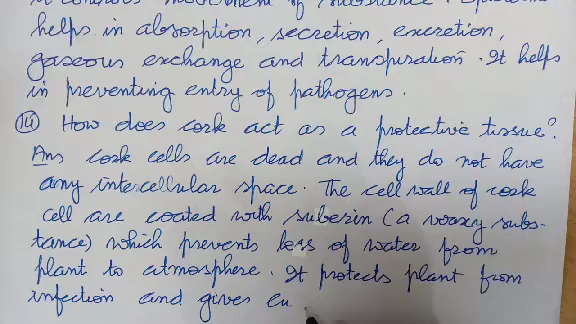 helps in absorption, secretion, excretion,
gaseous exchange and transpiration. It helps
in preventing entry of pathogens.
(14) How does cork act as a protective tissue?
Ans Cork cells are dead and they do not have
any intercellular space. The cell wall of cork
cell are coated with suberin (a waxy subs-
tance) which prevents loss of water from
plant to atmosphere. It protects plant from
infection and gives